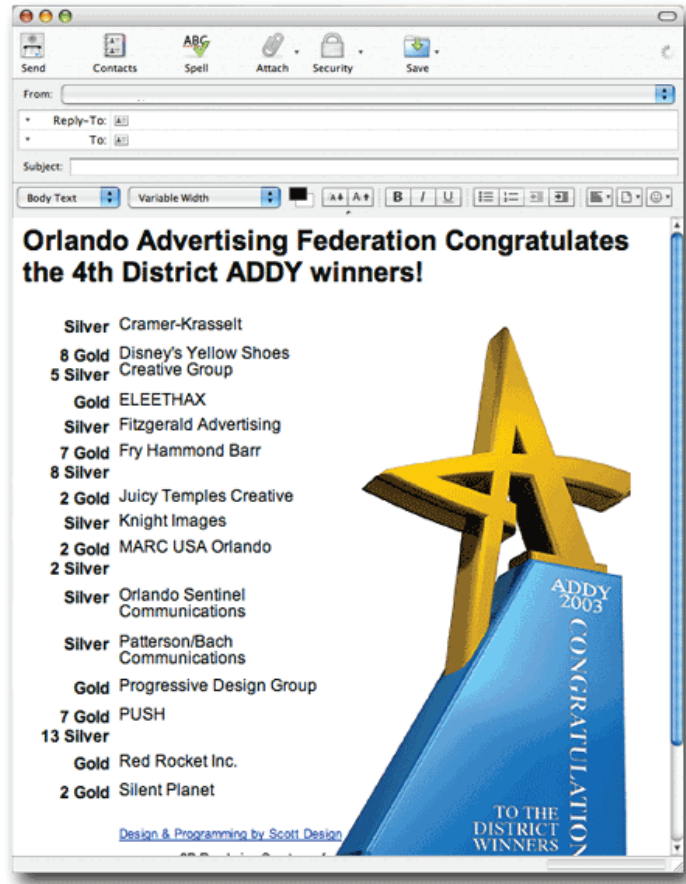 Send Contacts Spell Attach Security Save
From:
Reply-To:
To:
Subject:
Body Text Variable Width B I U
Orlando Advertising Federation Congratulates
the 4th District ADDY winners!
Silver Cramer-Krasselt
8 Gold Disney's Yellow Shoes
5 Silver Creative Group
Gold ELEETHAX
Silver Fitzgerald Advertising
7 Gold Fry Hammond Barr
8 Silver
2 Gold Juicy Temples Creative
Silver Knight Images
2 Gold MARC USA Orlando
2 Silver
Silver Orlando Sentinel
Communications
Silver Patterson/Bach
Communications
Gold Progressive Design Group
7 Gold PUSH
13 Silver
Gold Red Rocket Inc.
2 Gold Silent Planet
Design & Programming by Scott Design
ADDY
2003
CONGRATULATION
TO THE
DISTRICT
WINNERS